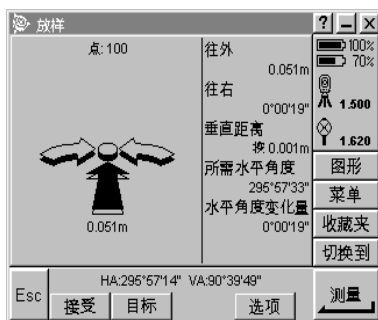 放样
点:100
0.051m
往外
0.051m
往右
0°00'19"
垂直距离
挖 0.001m
所需水平角度
295°57'33"
水平角度变化量
0°00'19"
100%
70%
1.500
1.620
图形
菜单
收藏夹
切换到
Esc
HA:295°57'14" VA:90°39'49"
接受
目标
选项
测量